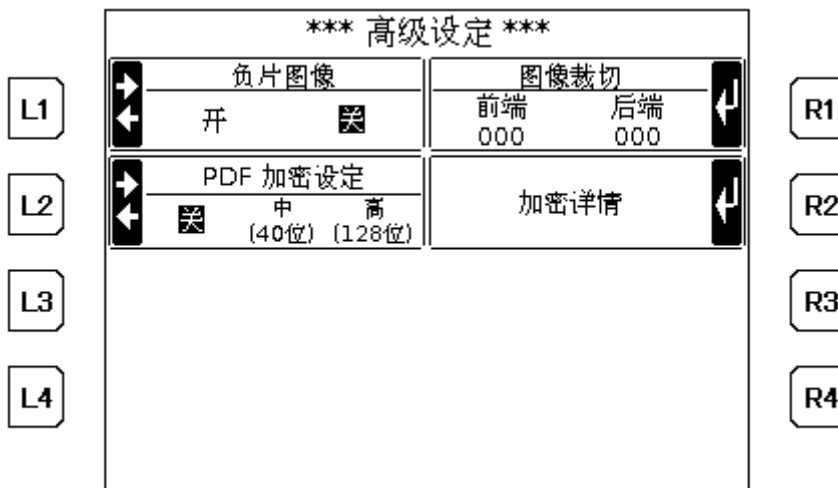 *** 高级设定 ***
负片图像
开 关
图像裁切
前端 后端
000 000
PDF 加密设定
关 中 高
(40位) (128位)
加密详情
L1
L2
L3
L4
R1
R2
R3
R4